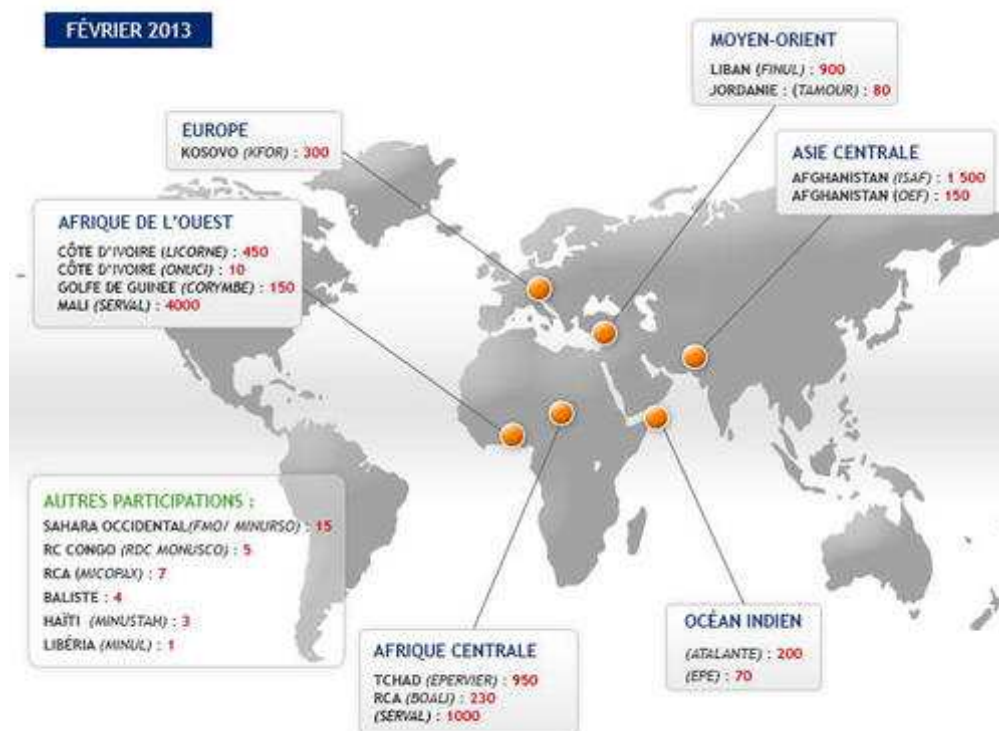 FÉVRIER 2013
MOYEN-ORIENT
LIBAN (FINUL) : 900
JORDANIE : (TAMOUR) : 80
EUROPE
KOSOVO (KFOR) : 300
ASIE CENTRALE
AFGHANISTAN (ISAF) : 1 500
AFGHANISTAN (OEF) : 150
AFRIQUE DE L'OUEST
CÔTE D'IVOIRE (LICORNE) : 450
CÔTE D'IVOIRE (ONUCI) : 10
GOLFE DE GUINEE (CORYMBE) : 150
MALI (SERVAL) : 4000
AUTRES PARTICIPATIONS :
SAHARA OCCIDENTAL(FMO/ MINURSO) : 15
RC CONGO (RDC MONUSCO) : 5
RCA (MICOPAX) : 7
BALISTE : 4
HAÏTI (MINUSTAH) : 3
LIBÉRIA (MINUL) : 1
AFRIQUE CENTRALE
TCHAD (EPERVIER) : 950
RCA (BOALI) : 230
(SERVAL) : 1000
OCÉAN INDIEN
(ATALANTE) : 200
(EPE) : 70